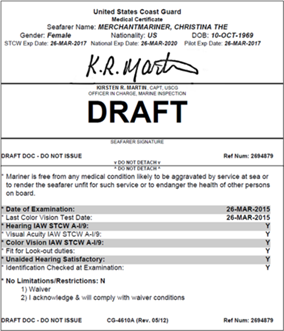 United States Coast Guard
Medical Certificate
Seafarer Name: MERCHANTMARINER, CHRISTINA THE
Gender: Female Nationality: US DOB: 10-OCT-1969
STCW Exp Date: 26-MAR-2017 National Exp Date: 26-MAR-2020 Pilot Exp Date: 26-MAR-2017
K.R. Martin
KIRSTEN R. MARTIN, CAPT, USCG
OFFICER IN CHARGE, MARINE INSPECTION
DRAFT
SEAFARER SIGNATURE
DRAFT DOC - DO NOT ISSUE Ref Num: 2694879
v DO NOT DETACH v
^ DO NOT DETACH ^
* Mariner is free from any medical condition likely to be aggravated by service at sea or
to render the seafarer unfit for such service or to endanger the health of other persons
on board.
* Date of Examination: 26-MAR-2015
* Last Color Vision Test Date: 26-MAR-2015
* Hearing IAW STCW A-I/9: Y
* Visual Acuity IAW STCW A-I/9: Y
* Color Vision IAW STCW A-I/9: Y
* Fit for Look-out duties: Y
* Unaided Hearing Satisfactory: Y
* Identification Checked at Examination: Y
* No Limitations/Restrictions: N
1) Waiver
2) I acknowledge & will comply with waiver conditions
DRAFT DOC - DO NOT ISSUE CG-4610A (Rev. 05/12) Ref Num: 2694879